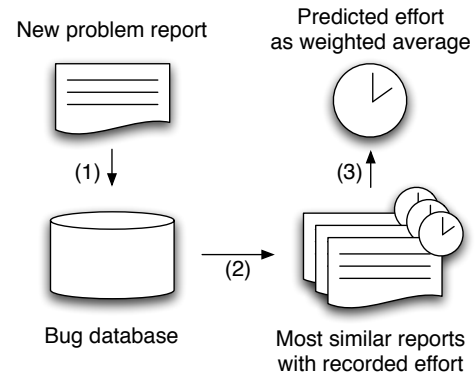 New problem report
Predicted effort
as weighted average
(1)
(3)
(2)
Bug database
Most similar reports
with recorded effort